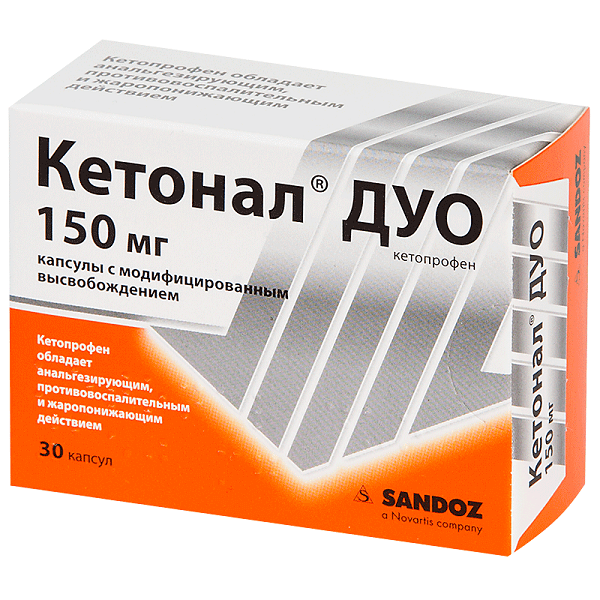 Кетопрофен обладает
анальгезирующим,
противовоспалительным
и жаропонижающим
действием
Кетонал® ДУО
150 мг
кетопрофен
капсулы с модифицированным
высвобождением
Кетопрофен
обладает
анальгезирующим,
противовоспалительным
и жаропонижающим
действием
30 капсул
SANDOZ
a Novartis company
SANDOZ
Кетонал® ДУО
150 мг